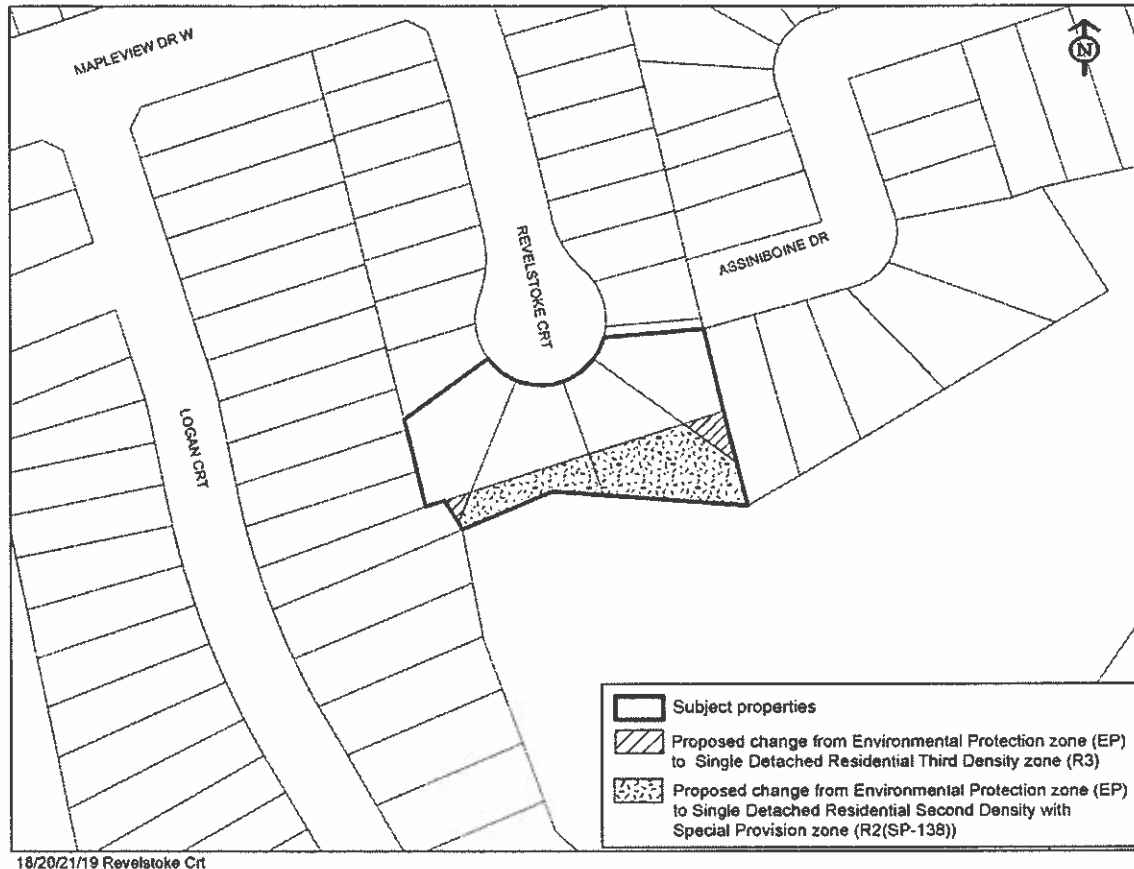 MAPLEVIEW DR W
N
REVELSTOKE CRT
ASSINIBOINE DR
LOGAN CRT
Subject properties
Proposed change from Environmental Protection zone (EP)
to Single Detached Residential Third Density zone (R3)
Proposed change from Environmental Protection zone (EP)
to Single Detached Residential Second Density with
Special Provision zone (R2(SP-138))
18/20/21/19 Revelstoke Crt